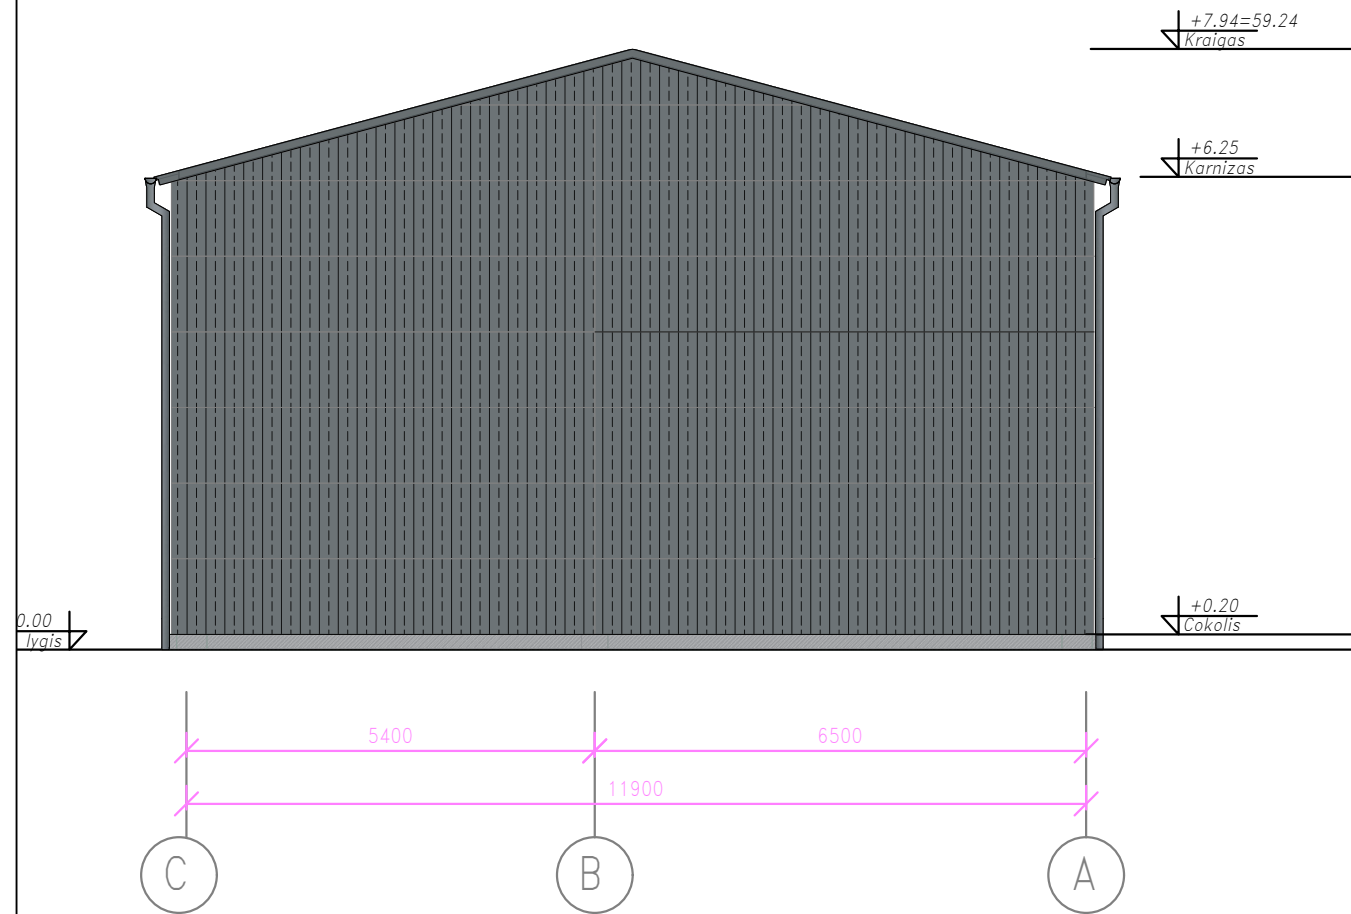 +7.94=59.24
Kraigas
+6.25
Karnizas
+0.20
Cokolis
0.00
lygis
5400
6500
11900
C
B
A